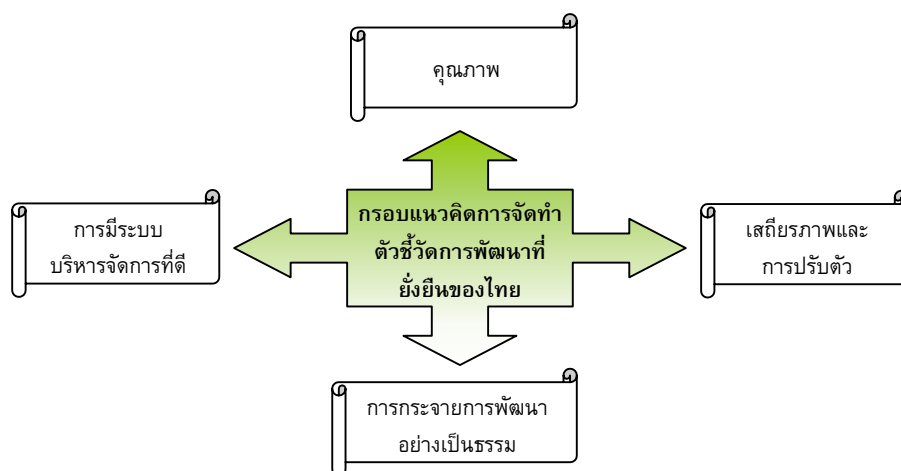 คุณภาพ
การมีระบบ
บริหารจัดการที่ดี
กรอบแนวคิดการจัดทำ
ตัวชี้วัดการพัฒนาที่
ยั่งยืนของไทย
เสถียรภาพและ
การปรับตัว
การกระจายการพัฒนา
อย่างเป็นธรรม